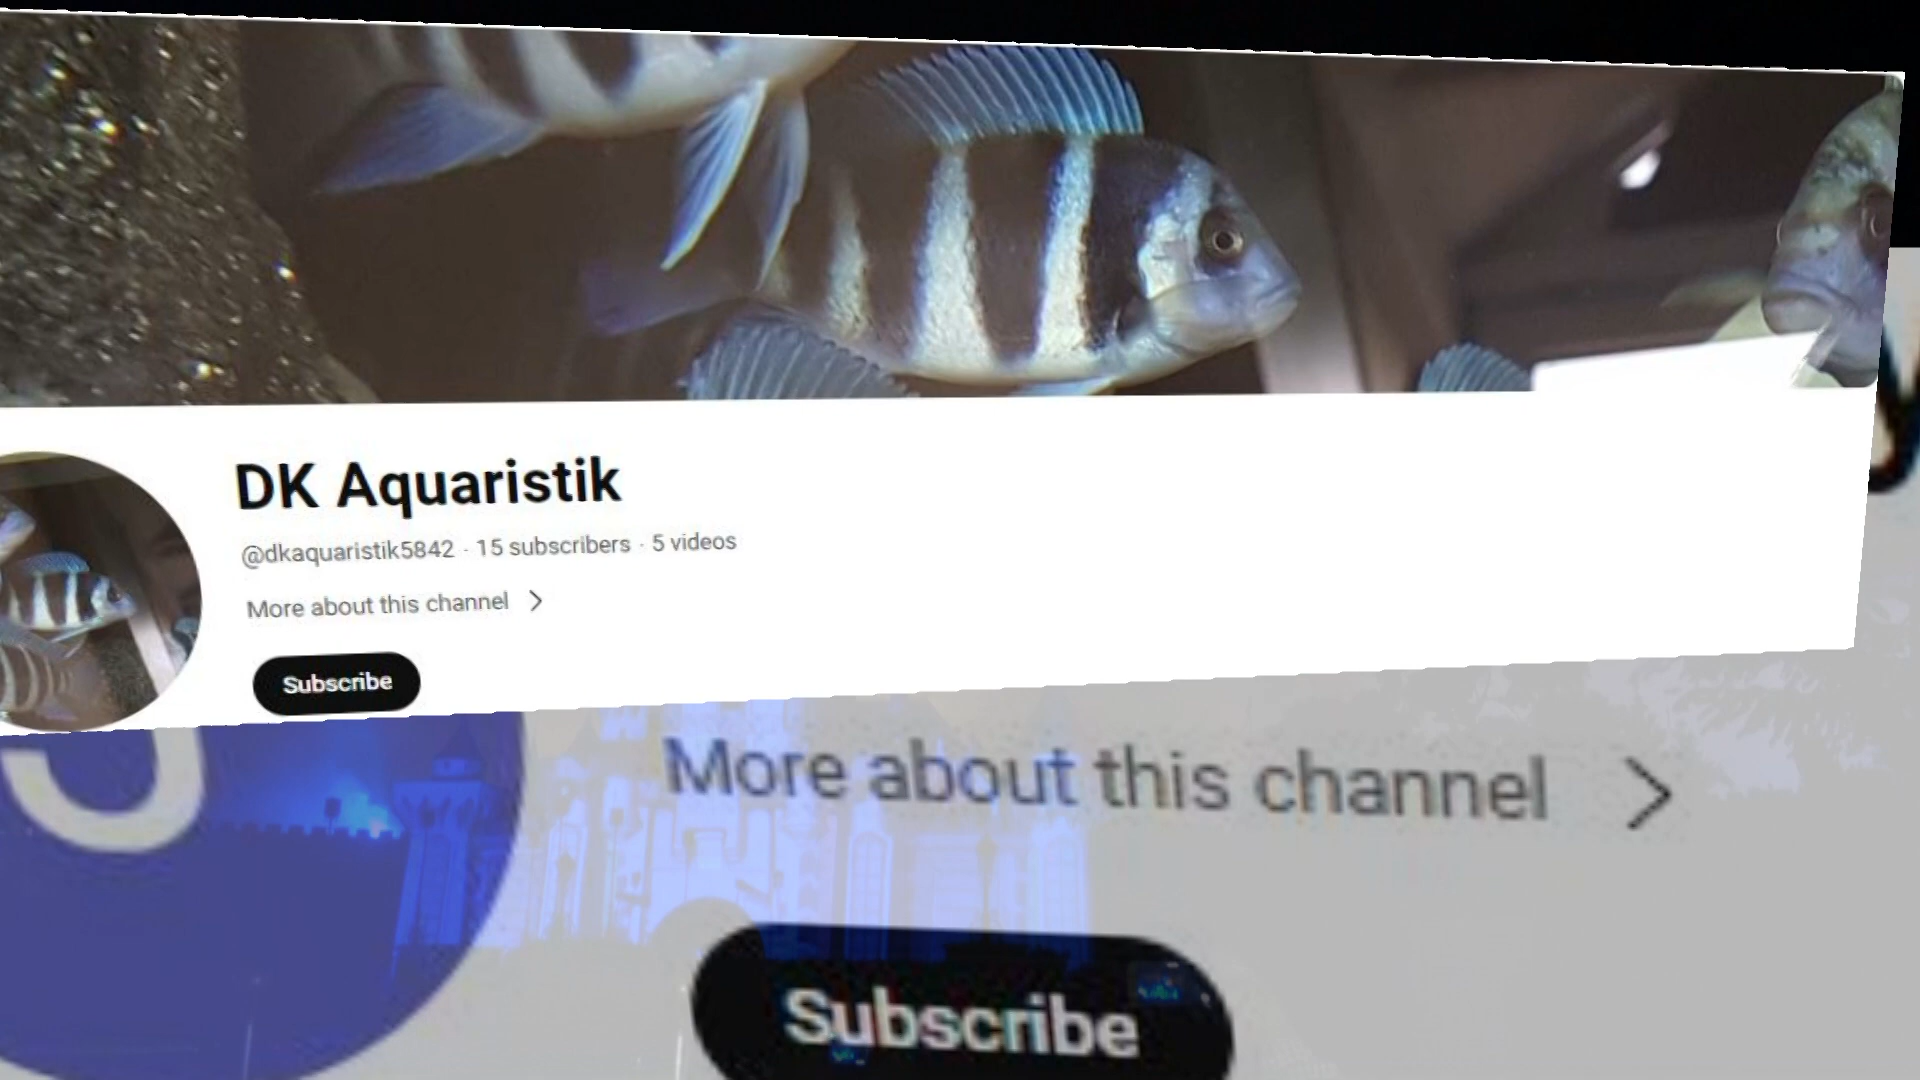 DK Aquaristik
@dkaquaristik5842 · 15 subscribers · 5 videos
More about this channel
Subscribe
More about this channel
Subscribe